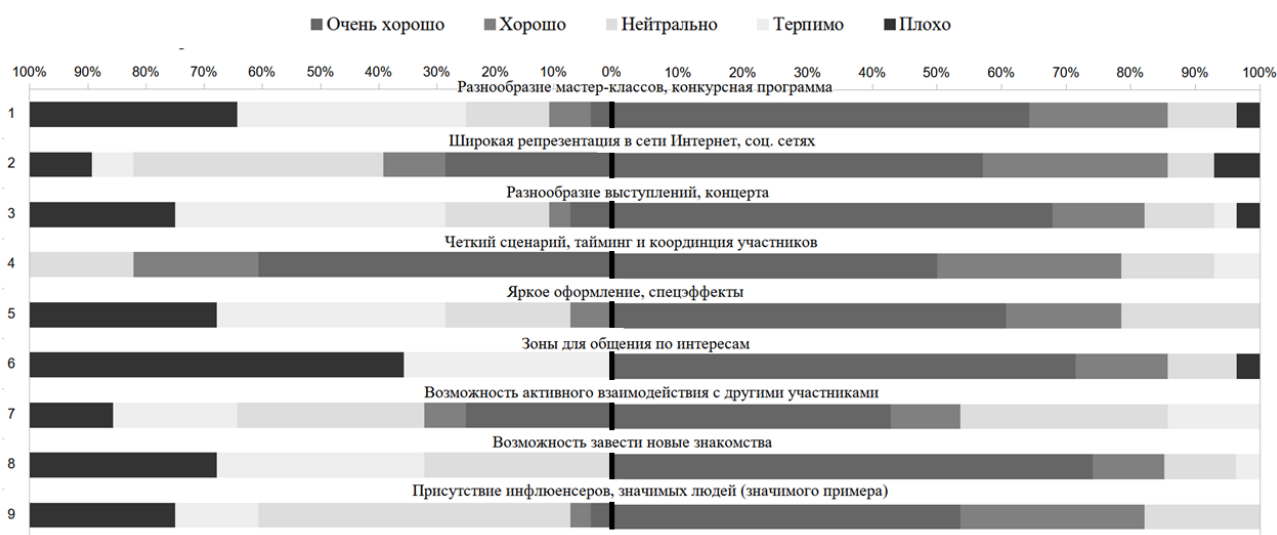 Очень хорошо Хорошо Нейтрально Терпимо Плохо
100% 90% 80% 70% 60% 50% 40% 30% 20% 10% 0% 10% 20% 30% 40% 50% 60% 70% 80% 90% 100%
Разнообразие мастер-классов, конкурсная программа
1
Широкая репрезентация в сети Интернет, соц. сетях
2
Разнообразие выступлений, концерта
3
Четкий сценарий, тайминг и координция участников
4
Яркое оформление, спецэффекты
5
Зоны для общения по интересам
6
Возможность активного взаимодействия с другими участниками
7
Возможность завести новые знакомства
8
Присутствие инфлюенсеров, значимых людей (значимого примера)
9